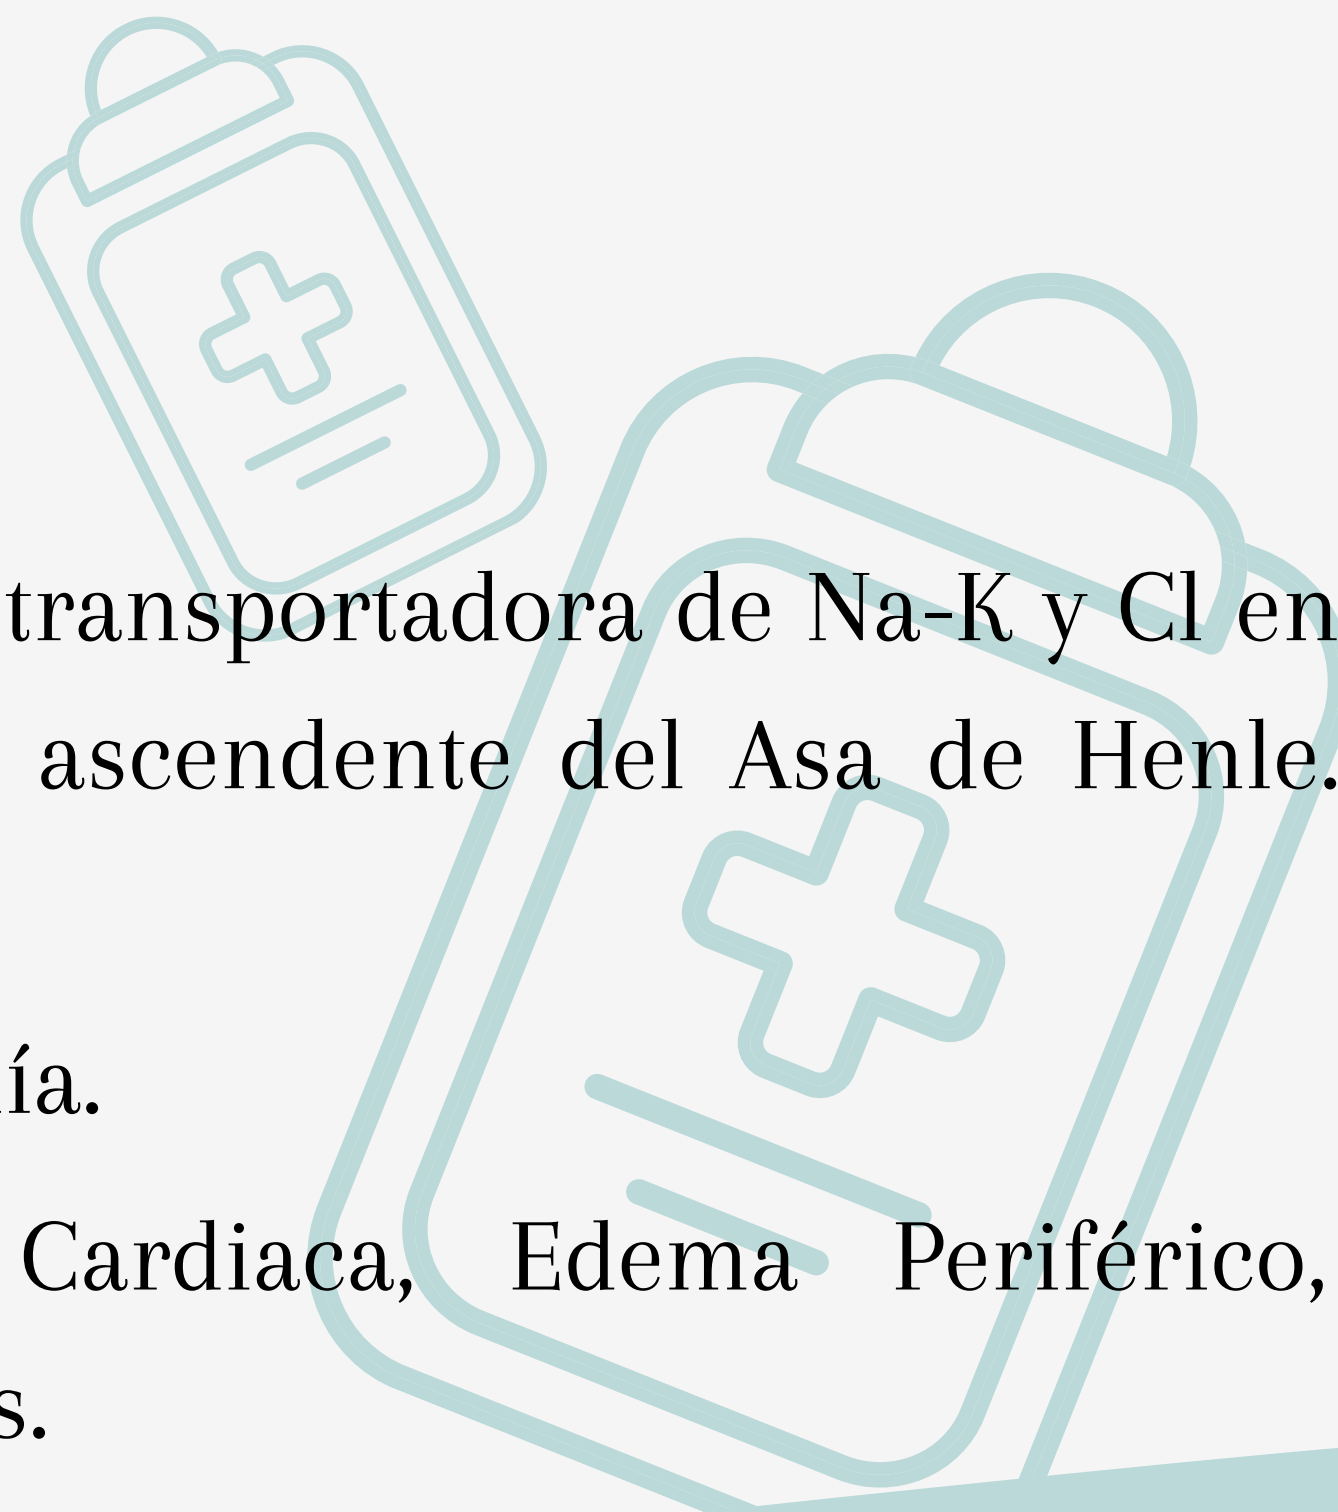 transportadora de Na-K y Cl en
ascendente del Asa de Henle.
ía.
Cardiaca, Edema Periférico,
s.